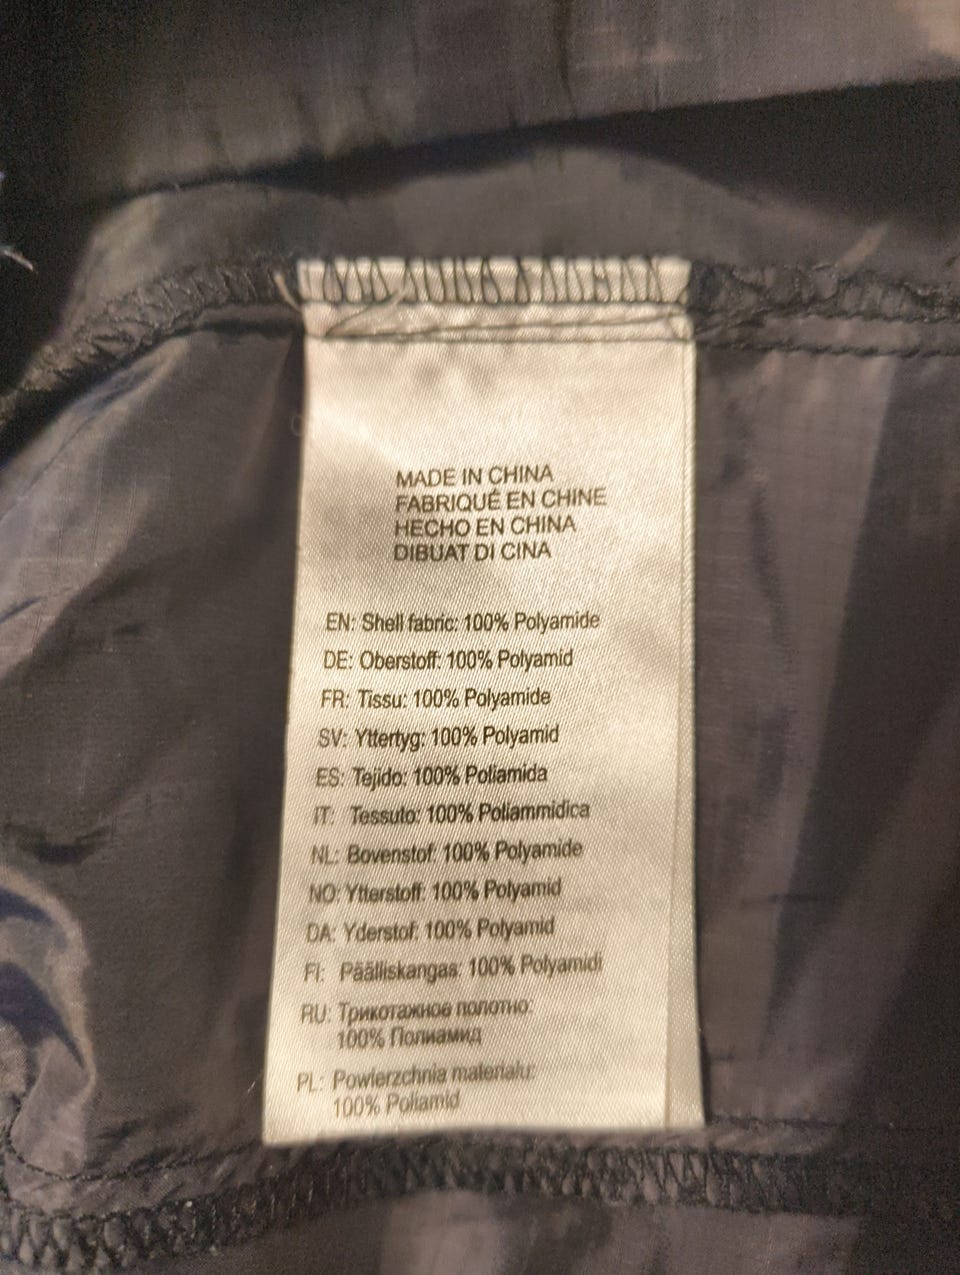 MADE IN CHINA
FABRIQUÉ EN CHINE
HECHO EN CHINA
DIBUAT DI CINA
EN: Shell fabric: 100% Polyamide
DE: Oberstoff: 100% Polyamid
FR: Tissu: 100% Polyamide
SV: Yttertyg: 100% Polyamid
ES: Tejido: 100% Poliamida
IT: Tessuto: 100% Poliammidica
NL: Bovenstof: 100% Polyamide
NO: Ytterstoff: 100% Polyamid
DA: Yderstof: 100% Polyamid
FI: Päälliskangas: 100% Polyamidi
RU: Трикотажное полотно:
100% Полиамид
PL: Powierzchnia materialu:
100% Poliamid